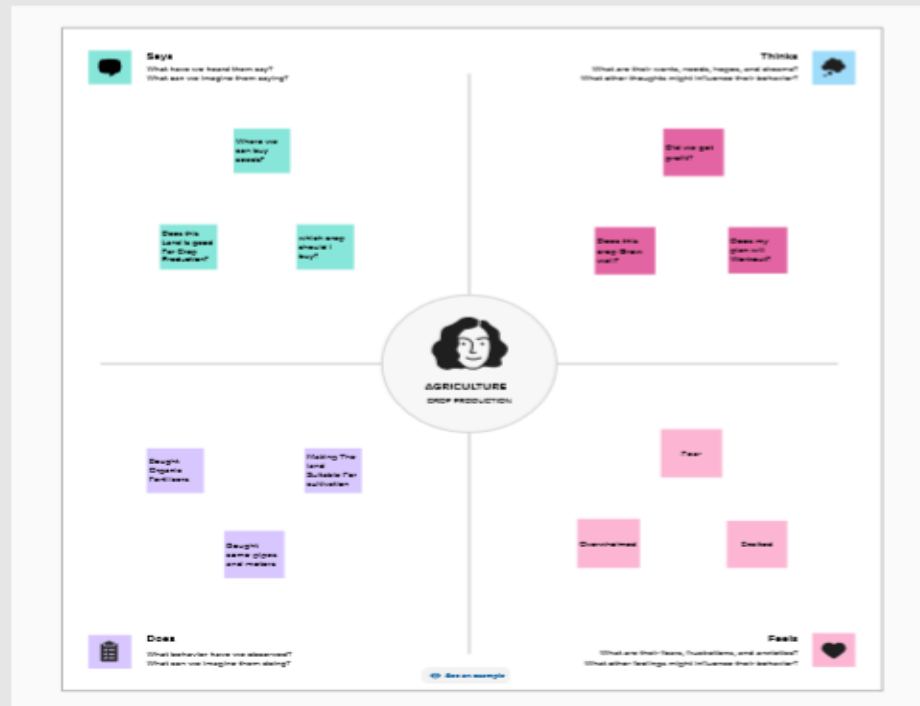 Says
What have we heard them say?
What can we imagine them saying?
Thinks
What are their wants, needs, hopes, and dreams?
What other thoughts might influence their behavior?
Where we
can buy
seeds?
Did we get
profit?
Does this
Land is good
For Crop
Production?
which crop
should I
buy?
Does this
crop Grow
well?
Does my
plan will
Workout?
AGRICULTURE
CROP PRODUCTION
Bought
Organic
Fertilizers
Making The
land
Suitable For
cultivation
Bought
some pipes
and motors
Fear
Overwhelmed
Excited
Does
What behavior have we observed?
What can we imagine them doing?
Feels
What are their fears, frustrations, and anxieties?
What other feelings might influence their behavior?
See an example